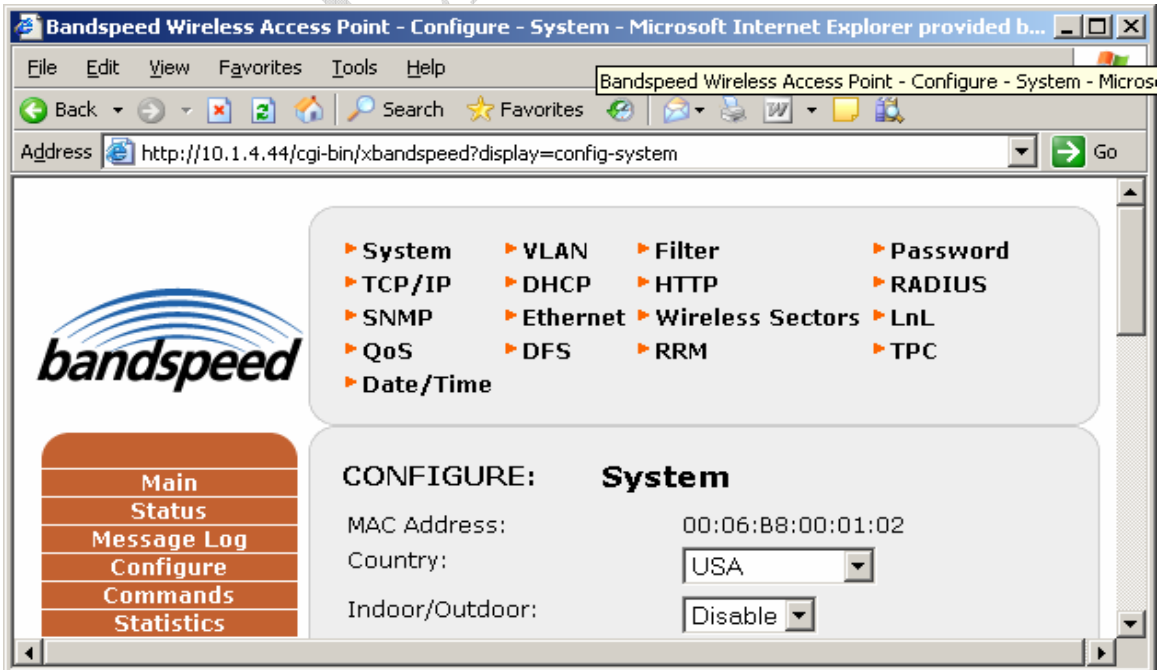 Bandspeed Wireless Access Point - Configure - System - Microsoft Internet Explorer provided b...
File Edit View Favorites Tools Help
Bandspeed Wireless Access Point - Configure - System - Micros
Back Search Favorites
Address http://10.1.4.44/cgi-bin/xbandspeed?display=config-system Go
System VLAN Filter Password
TCP/IP DHCP HTTP RADIUS
SNMP Ethernet Wireless Sectors LnL
QoS DFS RRM TPC
Date/Time
bandspeed
Main
Status
Message Log
Configure
Commands
Statistics
CONFIGURE: System
MAC Address: 00:06:B8:00:01:02
Country: USA
Indoor/Outdoor: Disable